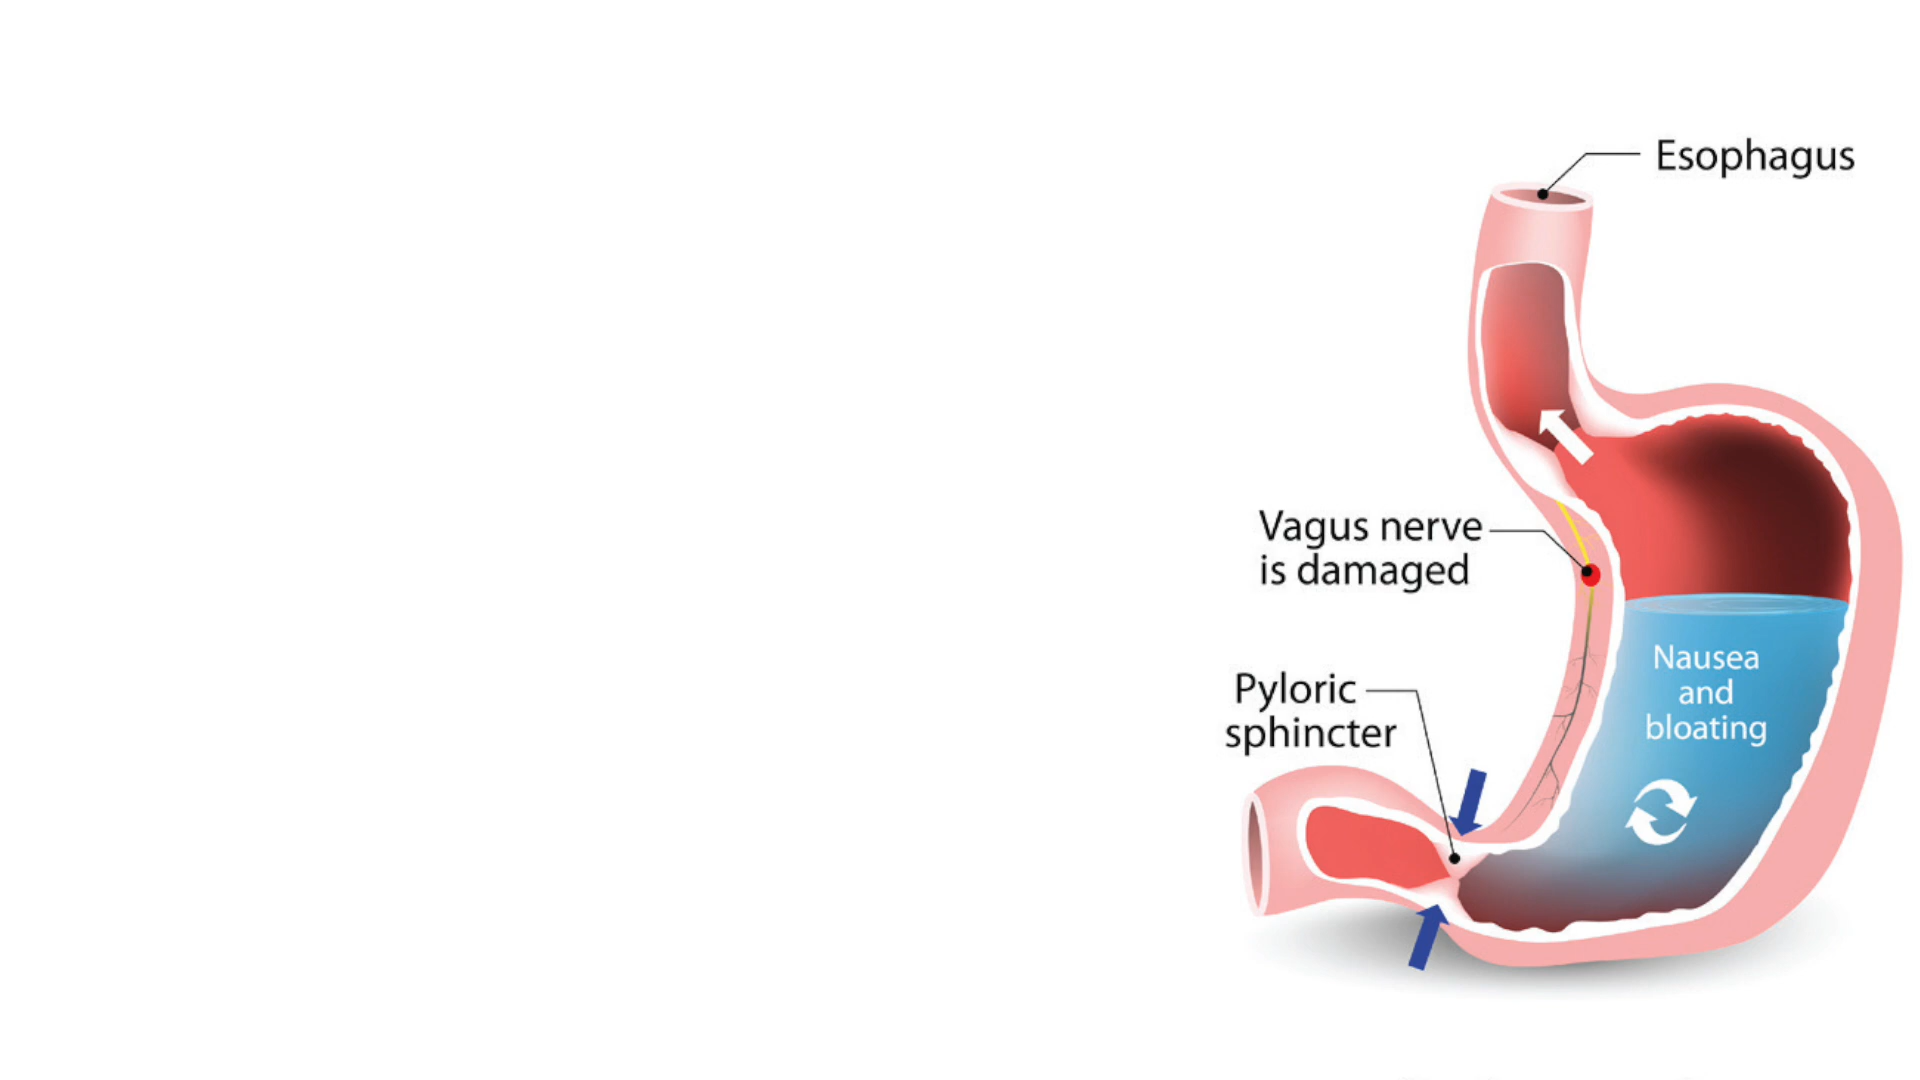 Esophagus
Vagus nerve
is damaged
Pyloric
sphincter
Nausea
and
bloating